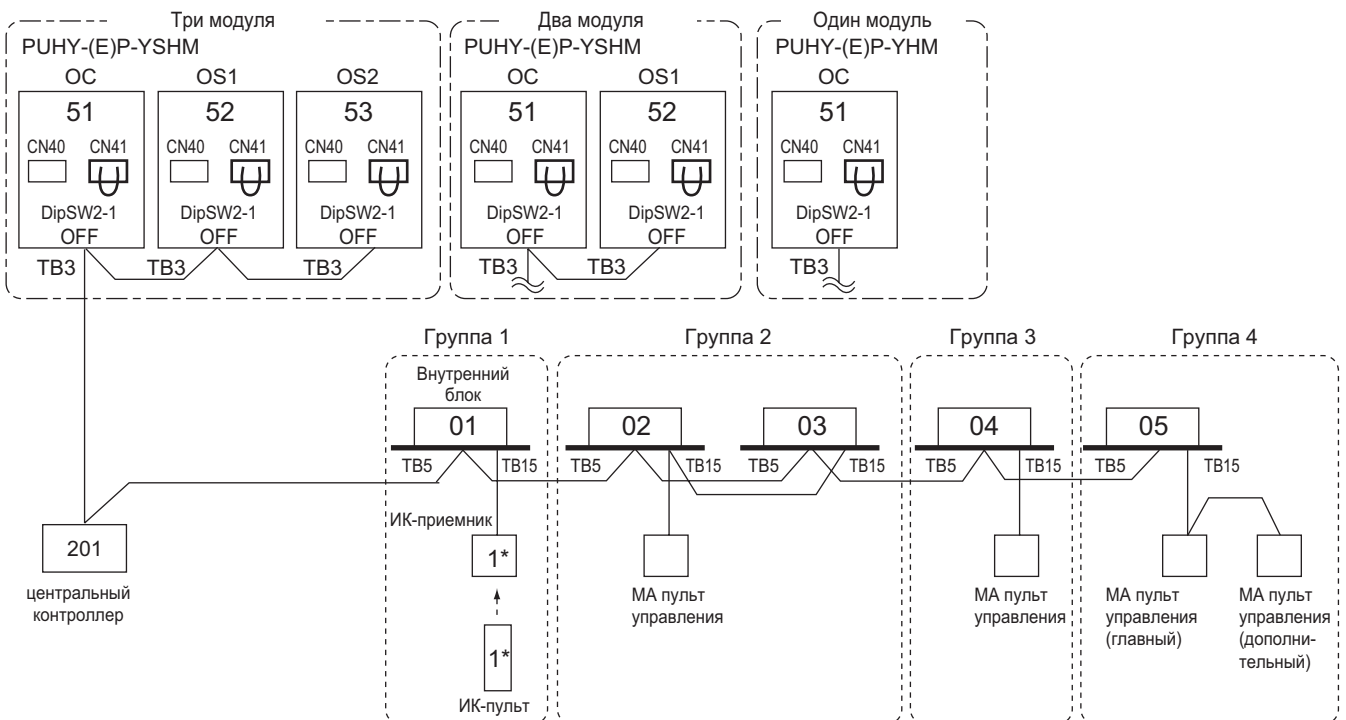 Три модуля
PUHY-(E)P-YSHM
OC OS1 OS2
51 52 53
CN40 CN41 CN40 CN41 CN40 CN41
DipSW2-1 DipSW2-1 DipSW2-1
OFF OFF OFF
TB3 TB3 TB3
Два модуля
PUHY-(E)P-YSHM
OC OS1
51 52
CN40 CN41 CN40 CN41
DipSW2-1 DipSW2-1
OFF OFF
TB3 TB3
Один модуль
PUHY-(E)P-YHM
OC
51
CN40 CN41
DipSW2-1
OFF
TB3
201
центральный
контроллер
Группа 1
Внутренний
блок
01
TB5 TB15
ИК-приемник
1*
1*
ИК-пульт
Группа 2
02 03
TB5 TB15 TB5 TB15
МА пульт
управления
Группа 3
04
TB5 TB15
МА пульт
управления
Группа 4
05
TB5 TB15
МА пульт
управления
(главный)
МА пульт
управления
(дополни-
тельный)